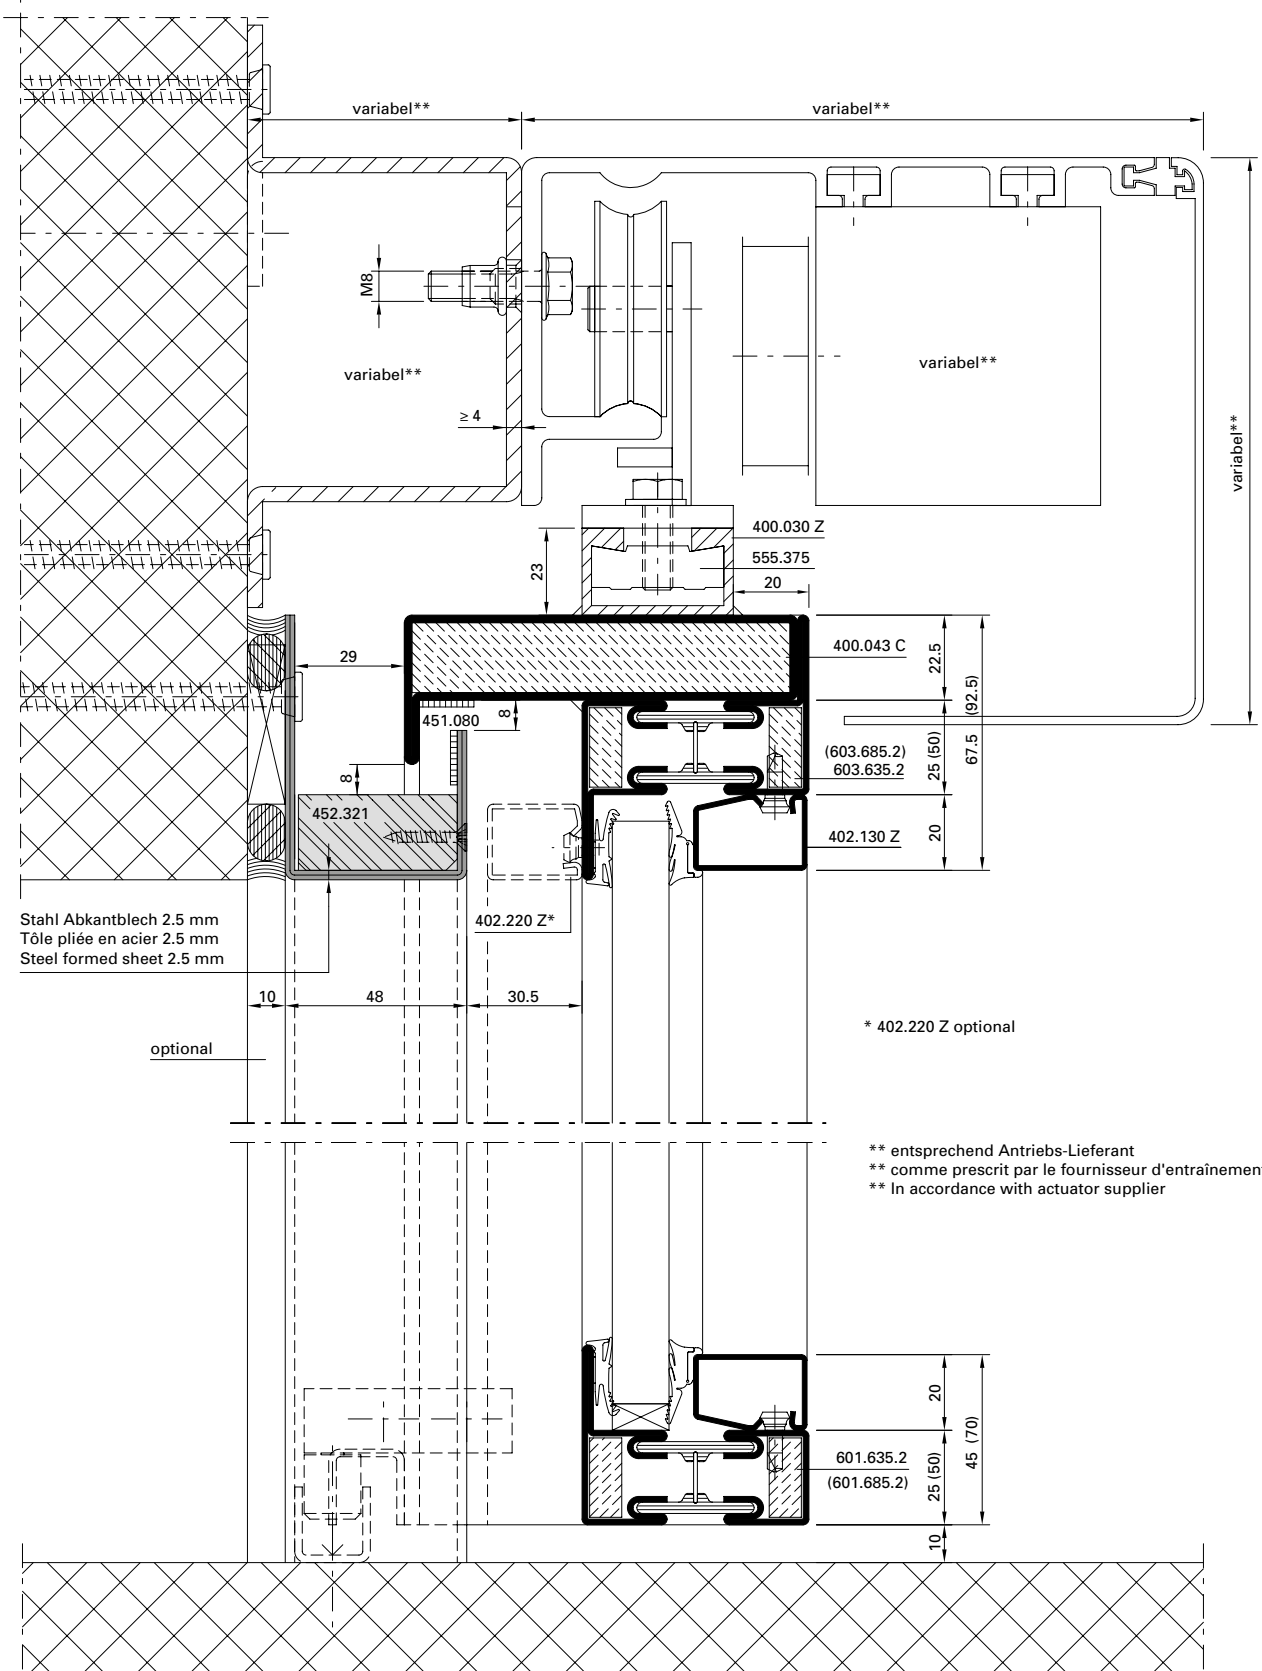 variabel**
variabel**
M8
variabel**
variabel**
variabel**
≥ 4
400.030 Z
555.375
23
20
400.043 C
22.5
29
67.5 (92.5)
451.080
8
(603.685.2)
603.635.2
25 (50)
8
452.321
402.130 Z
20
Stahl Abkantblech 2.5 mm
Tôle pliée en acier 2.5 mm
Steel formed sheet 2.5 mm
402.220 Z*
10
48
30.5
* 402.220 Z optional
optional
** entsprechend Antriebs-Lieferant
** comme prescrit par le fournisseur d'entraînement
** In accordance with actuator supplier
20
45 (70)
601.635.2
(601.685.2)
25 (50)
10